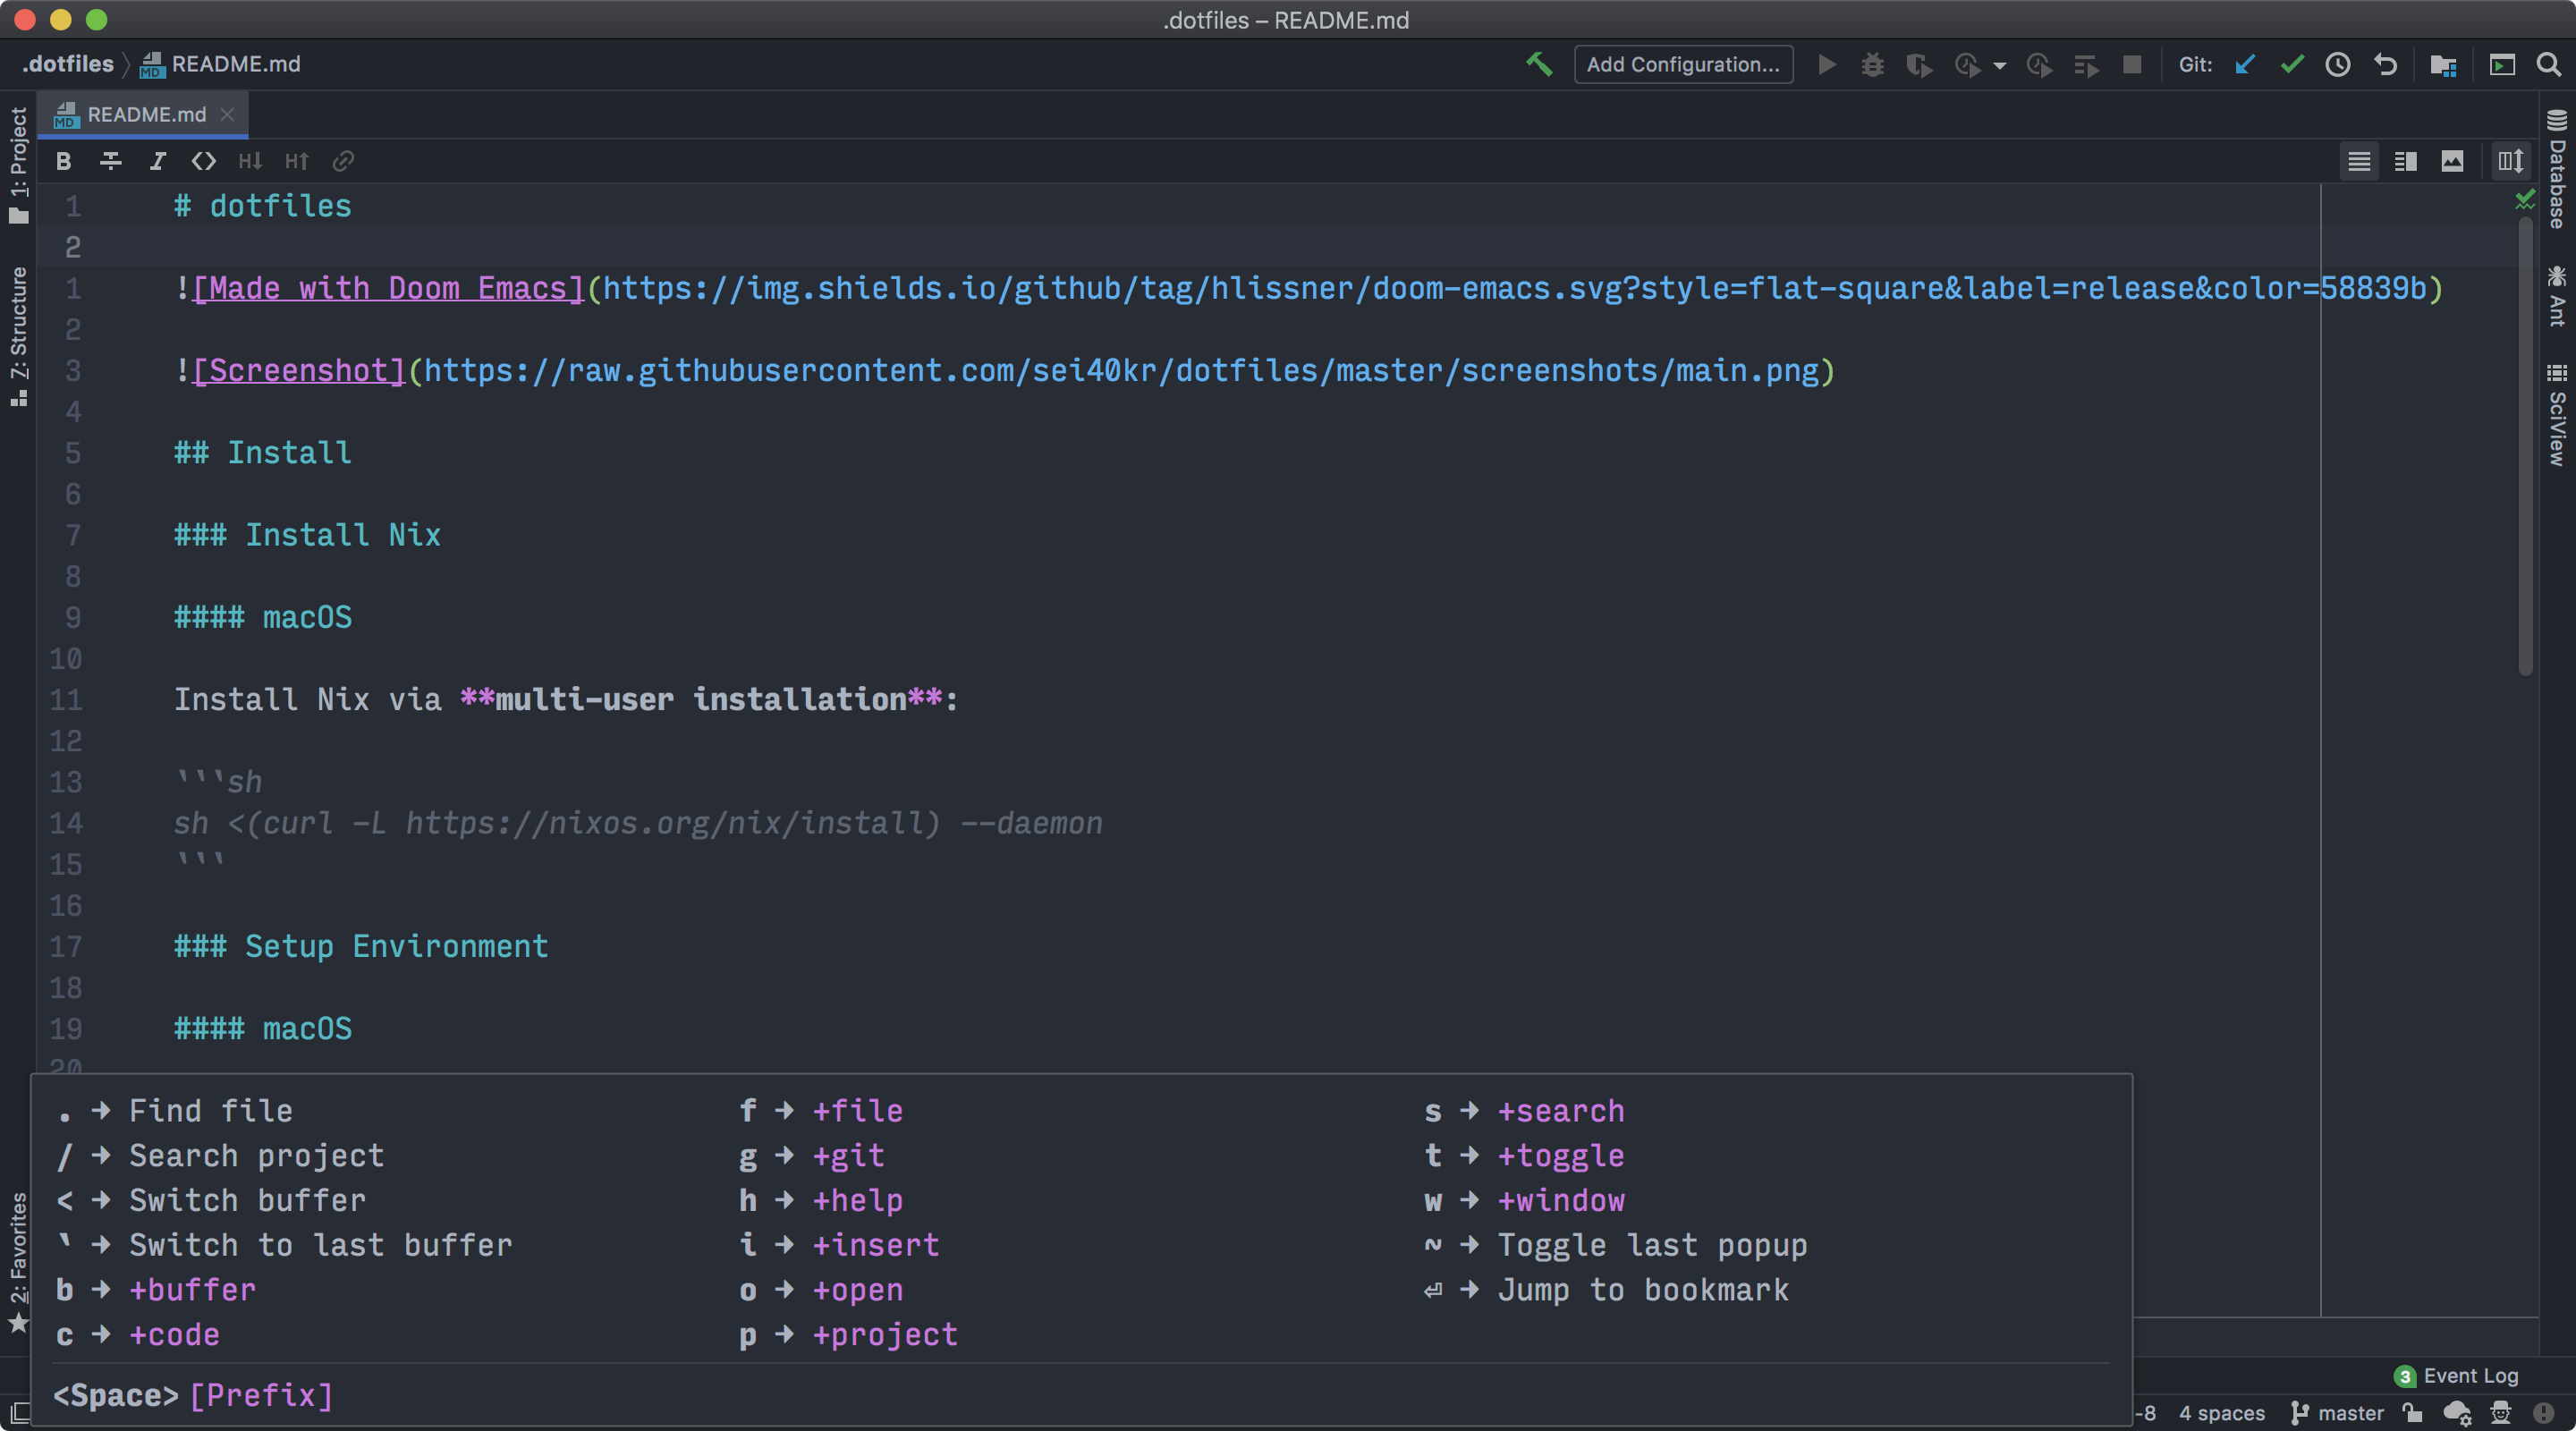 .dotfiles – README.md
.dotfiles README.md
Add Configuration...
Git:
1: Project
7: Structure
2: Favorites
README.md
B I <> H↓ H↑
Database
Ant
SciView
1 # dotfiles
2
1 ![Made with Doom Emacs](https://img.shields.io/github/tag/hlissner/doom-emacs.svg?style=flat-square&label=release&color=58839b)
2
3 ![Screenshot](https://raw.githubusercontent.com/sei40kr/dotfiles/master/screenshots/main.png)
4
5 ## Install
6
7 ### Install Nix
8
9 #### macOS
10
11 Install Nix via **multi-user installation**:
12
13 ```sh
14 sh <(curl -L https://nixos.org/nix/install) --daemon
15 ```
16
17 ### Setup Environment
18
19 #### macOS
20
. → Find file f → +file s → +search
/ → Search project g → +git t → +toggle
< → Switch buffer h → +help w → +window
` → Switch to last buffer i → +insert ~ → Toggle last popup
b → +buffer o → +open ⏎ → Jump to bookmark
c → +code p → +project
<Space> [Prefix]
3 Event Log
-8 4 spaces master